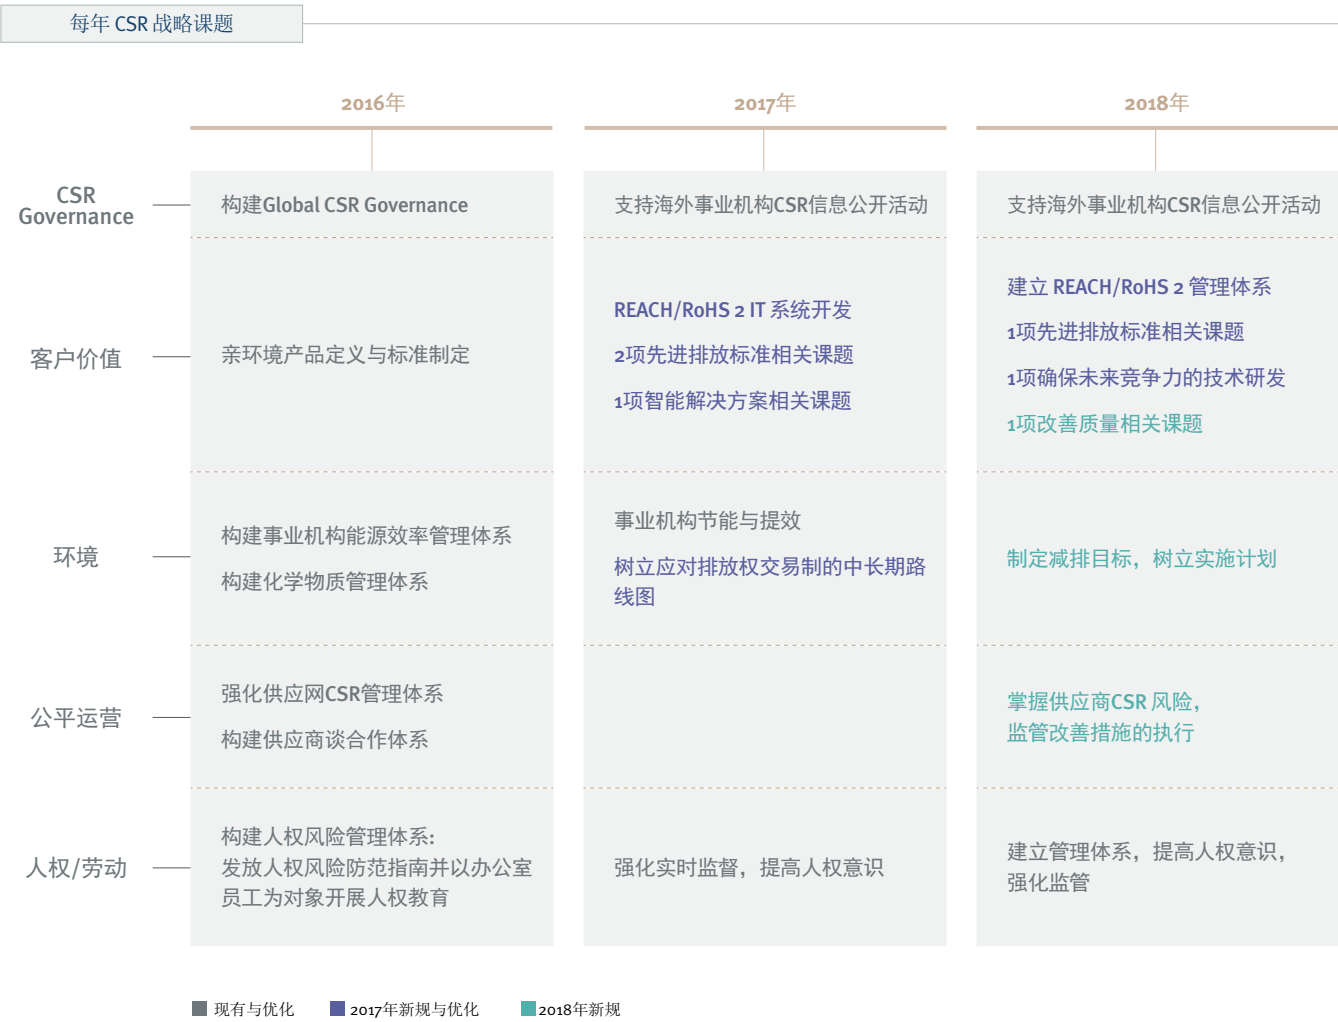 每年 CSR 战略课题
2016年
2017年
2018年
CSR
Governance
构建Global CSR Governance
支持海外事业机构CSR信息公开活动
支持海外事业机构CSR信息公开活动
客户价值
亲环境产品定义与标准制定
REACH/RoHS 2 IT 系统开发
2项先进排放标准相关课题
1项智能解决方案相关课题
建立 REACH/RoHS 2 管理体系
1项先进排放标准相关课题
1项确保未来竞争力的技术研发
1项改善质量相关课题
环境
构建事业机构能源效率管理体系
构建化学物质管理体系
事业机构节能与提效
树立应对排放权交易制的中长期路
线图
制定减排目标，树立实施计划
公平运营
强化供应网CSR管理体系
构建供应商谈合作体系
掌握供应商CSR 风险，
监管改善措施的执行
人权/劳动
构建人权风险管理体系:
发放人权风险防范指南并以办公室
员工为对象开展人权教育
强化实时监督，提高人权意识
建立管理体系，提高人权意识，
强化监管
现有与优化
2017年新规与优化
2018年新规